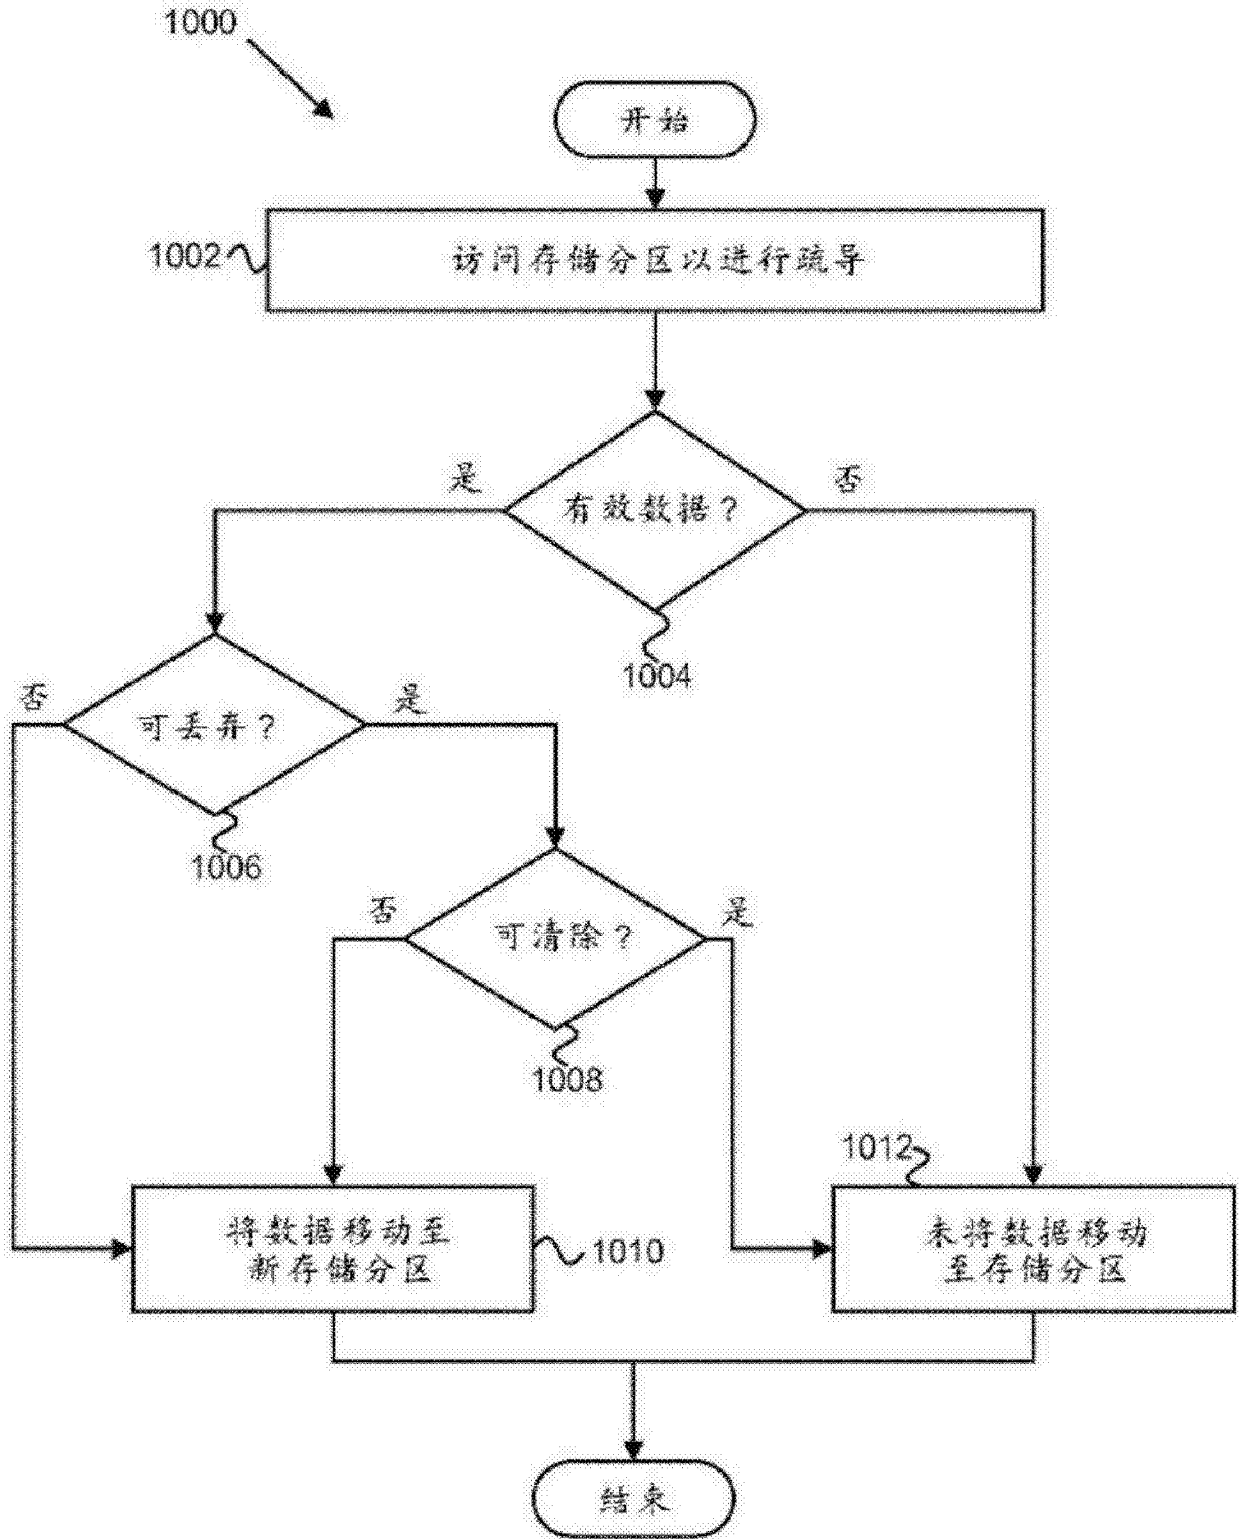 1000
开始
1002
访问存储分区以进行疏导
是
否
有效数据？
1004
否
是
可丢弃？
1006
否
是
可清除？
1008
1012
将数据移动至
新存储分区
1010
未将数据移动
至存储分区
结束